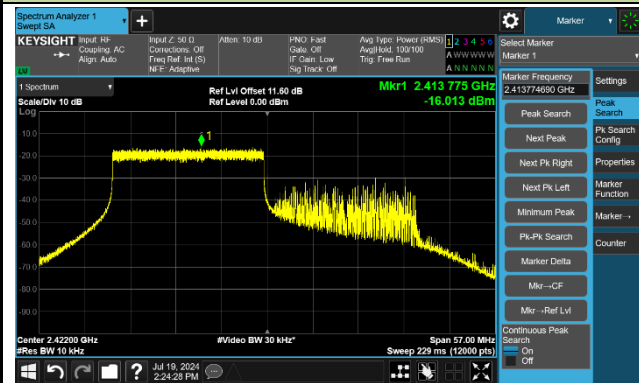 Spectrum Analyzer 1
Swept SA
Marker
KEYSIGHT
Input: RF
Coupling: AC
Align: Auto
Input Z: 50 Ω
Corrections: Off
Freq Ref: Int (S)
NFE: Adaptive
Atten: 10 dB
PNO: Fast
Gate: Off
IF Gain: Low
Sig Track: Off
Avg Type: Power (RMS)
Avg|Hold: 100/100
Trig: Free Run
1 2 3 4 5 6
A W W W W W
A N N N N N
LV
Select Marker
Marker 1
1 Spectrum
Scale/Div 10 dB
Log
Ref Lvl Offset 11.60 dB
Ref Level 0.00 dBm
Mkr1 2.413 775 GHz
-16.013 dBm
Marker Frequency
2.413774690 GHz
Peak Search
Next Peak
Next Pk Right
Next Pk Left
Minimum Peak
Pk-Pk Search
Marker Delta
Mkr→CF
Mkr→Ref Lvl
Continuous Peak
Search
On
Off
Settings
Peak
Search
Pk Search
Config
Properties
Marker
Function
Marker→
Counter
1
-10.0
-20.0
-30.0
-40.0
-50.0
-60.0
-70.0
-80.0
-90.0
Center 2.42200 GHz
#Res BW 10 kHz
#Video BW 30 kHz*
Span 57.00 MHz
Sweep 229 ms (12000 pts)
Jul 19, 2024
2:24:28 PM